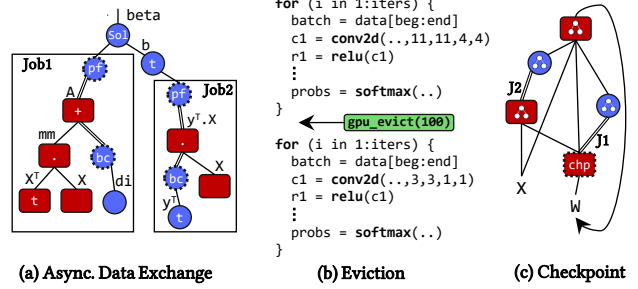 beta
Sol
b
Job1
pf
t
Job2
A
pf
+
y^T.X
mm
.
.
bc
X
X^T
X
bc
di
t
y^T
t
(a) Async. Data Exchange
for (i in 1:iters) {
batch = data[beg:end]
c1 = conv2d(..,11,11,4,4)
r1 = relu(c1)
⋮
probs = softmax(..)
}
gpu_evict(100)
for (i in 1:iters) {
batch = data[beg:end]
c1 = conv2d(..,3,3,1,1)
r1 = relu(c1)
⋮
probs = softmax(..)
}
(b) Eviction
J2
J1
chp
X
W
(c) Checkpoint